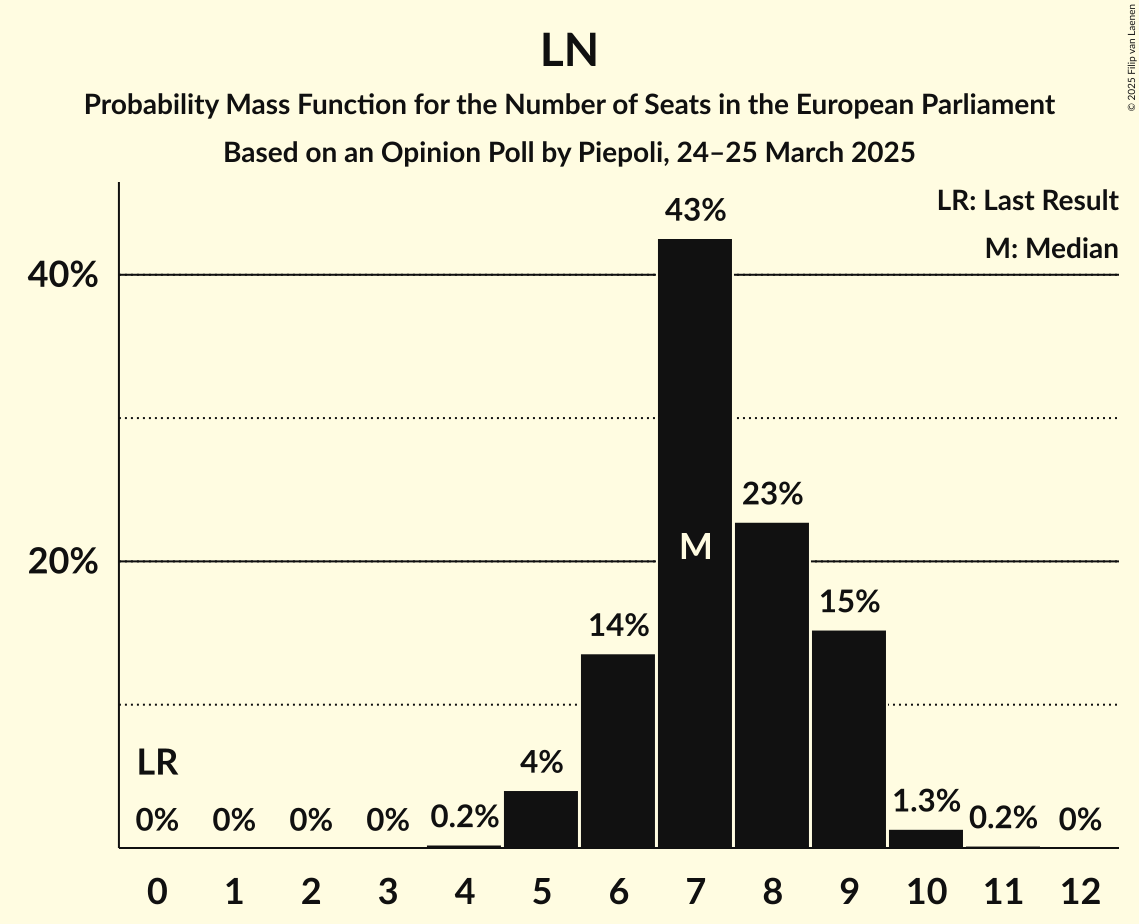 LN
Probability Mass Function for the Number of Seats in the European Parliament
Based on an Opinion Poll by Piepoli, 24–25 March 2025
© 2025 Filip van Laenen
LR: Last Result
M: Median
40%
20%
43%
23%
15%
14%
4%
1.3%
0.2%
0.2%
0%
0%
0%
0%
0%
LR
M
0 1 2 3 4 5 6 7 8 9 10 11 12